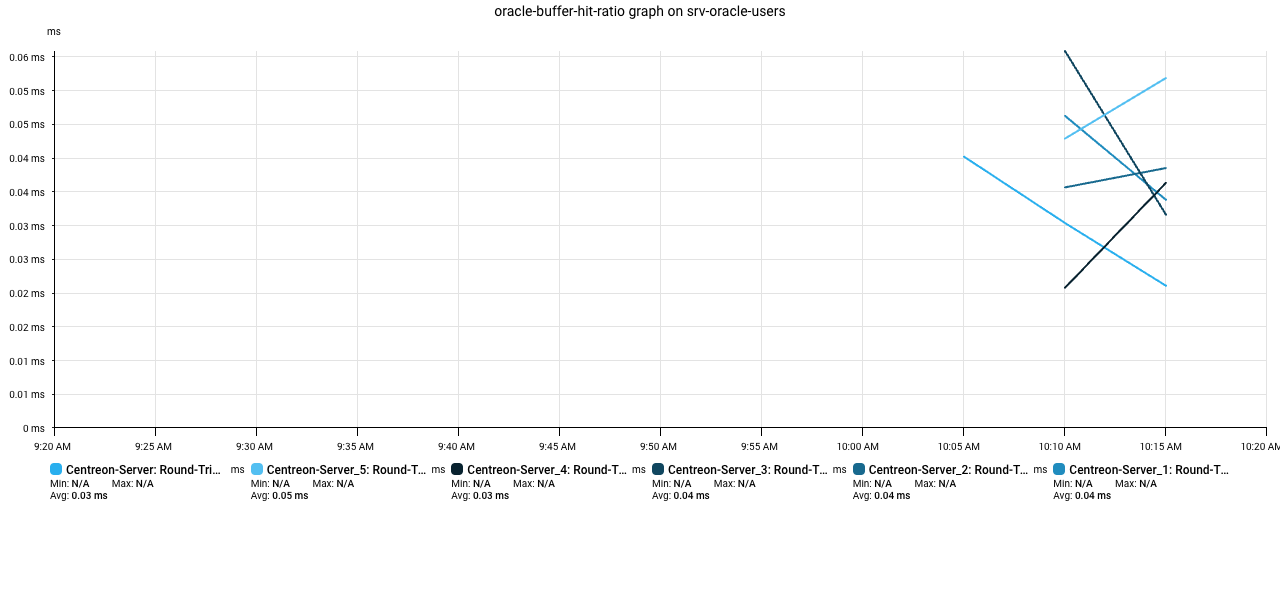 oracle-buffer-hit-ratio graph on srv-oracle-users
ms
0.06 ms
0.05 ms
0.05 ms
0.04 ms
0.04 ms
0.03 ms
0.03 ms
0.02 ms
0.02 ms
0.01 ms
0.01 ms
0 ms
9:20 AM 9:25 AM 9:30 AM 9:35 AM 9:40 AM 9:45 AM 9:50 AM 9:55 AM 10:00 AM 10:05 AM 10:10 AM 10:15 AM 10:20 AM
Centreon-Server: Round-Tri... ms Centreon-Server_5: Round-T... ms Centreon-Server_4: Round-T... ms Centreon-Server_3: Round-T... ms Centreon-Server_2: Round-T... ms Centreon-Server_1: Round-T...
Min: N/A Max: N/A Min: N/A Max: N/A Min: N/A Max: N/A Min: N/A Max: N/A Min: N/A Max: N/A Min: N/A Max: N/A
Avg: 0.03 ms Avg: 0.05 ms Avg: 0.03 ms Avg: 0.04 ms Avg: 0.04 ms Avg: 0.04 ms